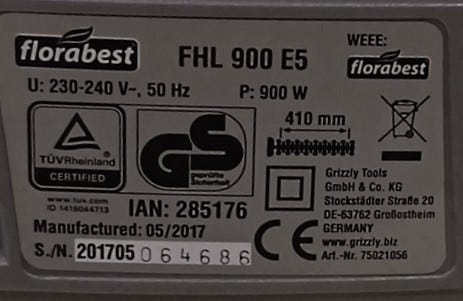 florabest
FHL 900 E5
WEEE:
florabest
U: 230-240 V~, 50 Hz
P: 900 W
TÜVRheinland
CERTIFIED
www.tuv.com
ID 1419044713
GS
geprüfte
Sicherheit
410 mm
IAN: 285176
Manufactured: 05/2017
S./N. 201705 064686
CE
Grizzly Tools
GmbH & Co. KG
Stockstädter Straße 20
DE-63762 Großostheim
GERMANY
www.grizzly.biz
Art.-Nr. 75021056